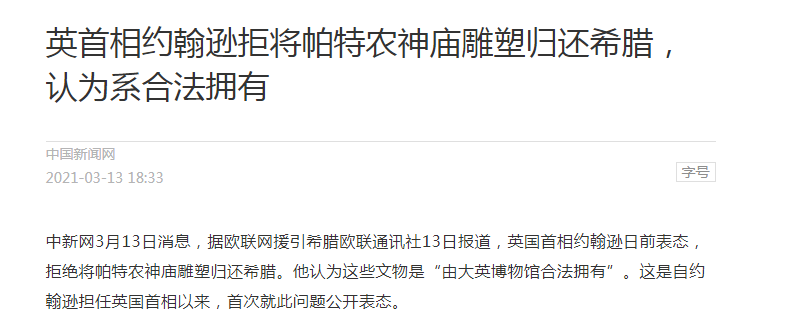 英首相约翰逊拒将帕特农神庙雕塑归还希腊，
认为系合法拥有
中国新闻网
2021-03-13 18:33
字号
中新网3月13日消息，据欧联网援引希腊欧联通讯社13日报道，英国首相约翰逊日前表态，
拒绝将帕特农神庙雕塑归还希腊。他认为这些文物是“由大英博物馆合法拥有”。这是自约
翰逊担任英国首相以来，首次就此问题公开表态。